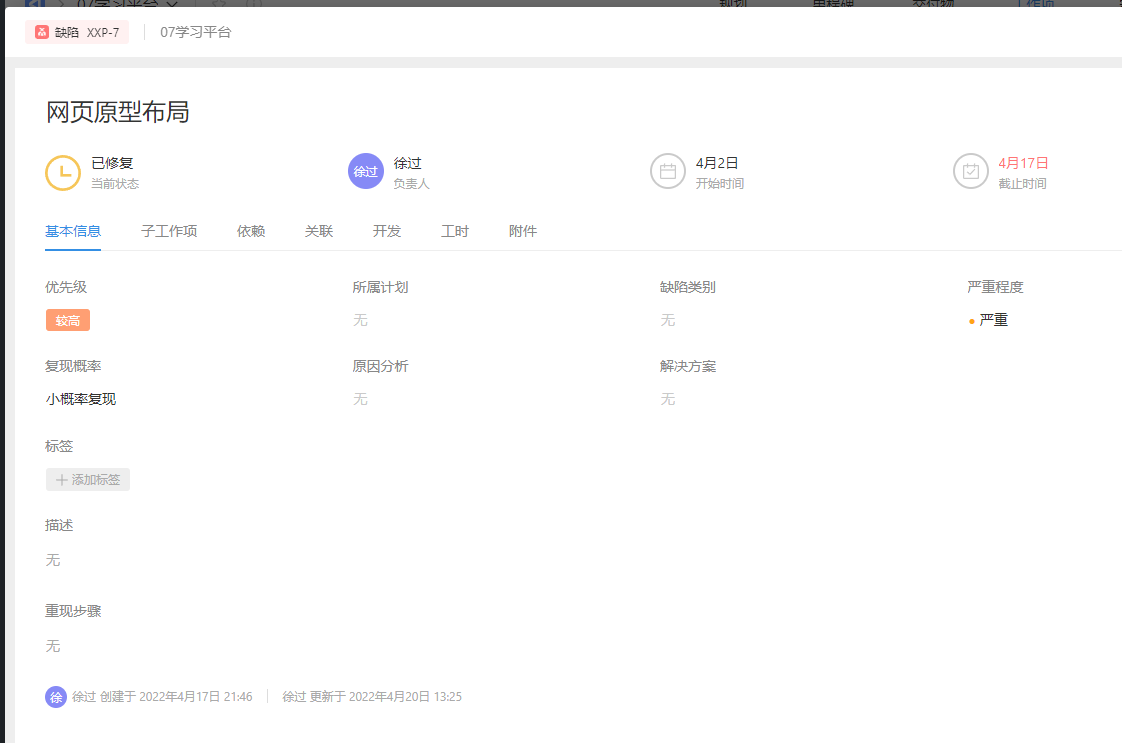 缺陷 XXP-7 07学习平台
网页原型布局
已修复 徐过 徐过 4月2日 4月17日
当前状态 负责人 开始时间 截止时间
基本信息 子工作项 依赖 关联 开发 工时 附件
优先级 所属计划 缺陷类别 严重程度
较高 无 无 严重
复现概率 原因分析 解决方案
小概率复现 无 无
标签
添加标签
描述
无
重现步骤
无
徐 徐过 创建于 2022年4月17日 21:46 徐过 更新于 2022年4月20日 13:25